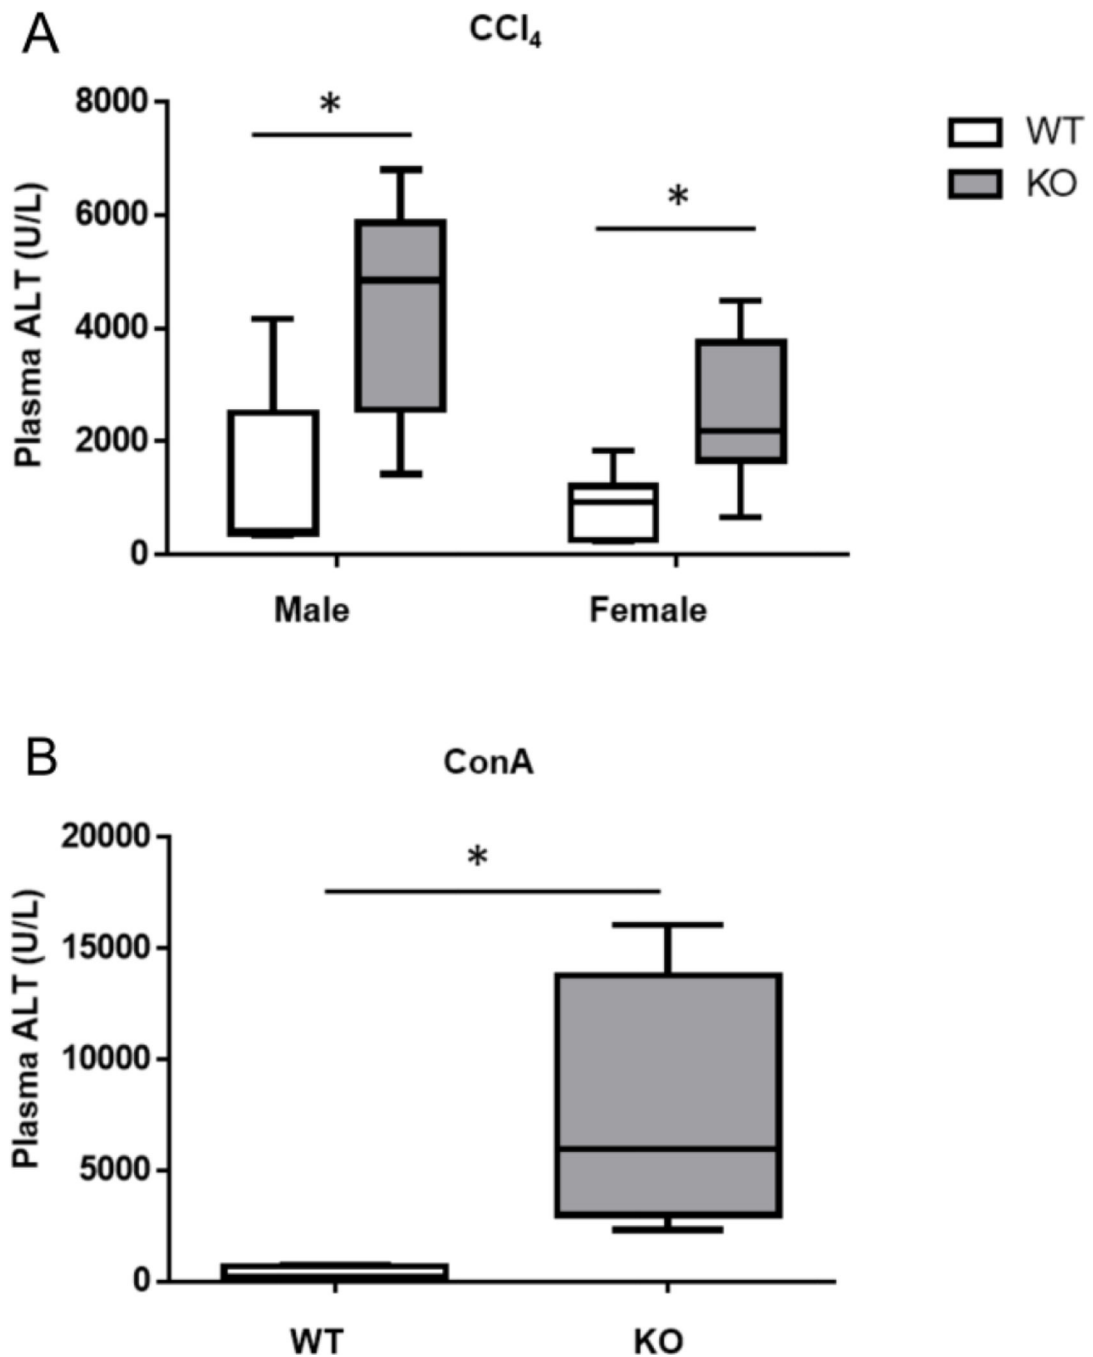 A
CCl₄
8000
6000
4000
2000
0
Plasma ALT (U/L)
*
*
WT
KO
Male Female
B
ConA
20000
15000
10000
5000
0
Plasma ALT (U/L)
*
WT KO